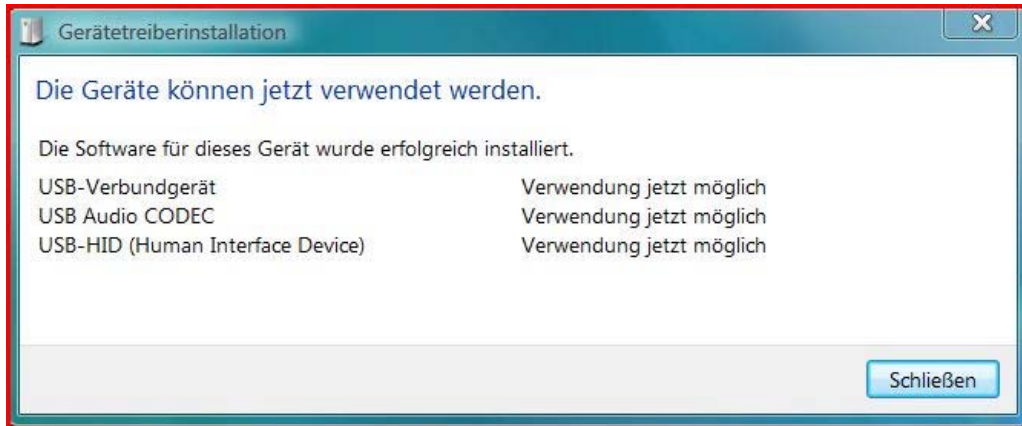 Gerätetreiberinstallation
Die Geräte können jetzt verwendet werden.
Die Software für dieses Gerät wurde erfolgreich installiert.
USB-Verbundgerät Verwendung jetzt möglich
USB Audio CODEC Verwendung jetzt möglich
USB-HID (Human Interface Device) Verwendung jetzt möglich
Schließen